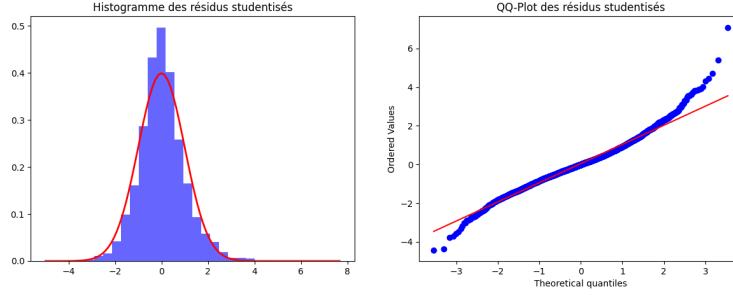 Histogramme des résidus studentisés
0.5
0.4
0.3
0.2
0.1
0.0
−4 −2 0 2 4 6 8
QQ-Plot des résidus studentisés
Ordered Values
6
4
2
0
−2
−4
−3 −2 −1 0 1 2 3
Theoretical quantiles